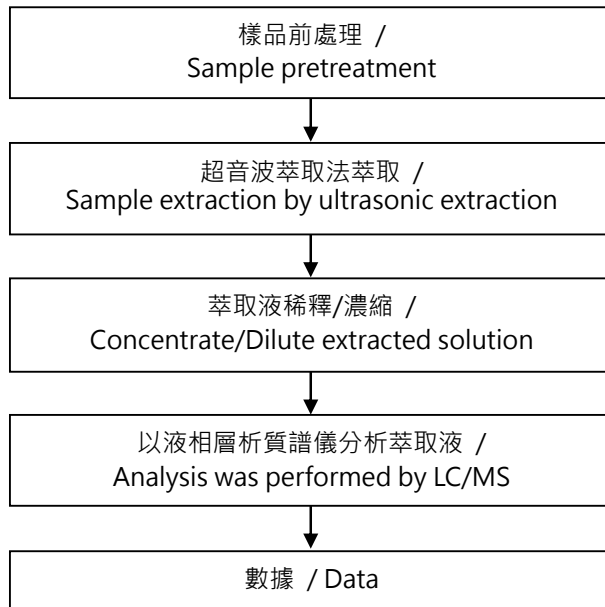 樣品前處理 /
Sample pretreatment
超音波萃取法萃取 /
Sample extraction by ultrasonic extraction
萃取液稀釋/濃縮 /
Concentrate/Dilute extracted solution
以液相層析質譜儀分析萃取液 /
Analysis was performed by LC/MS
數據 / Data